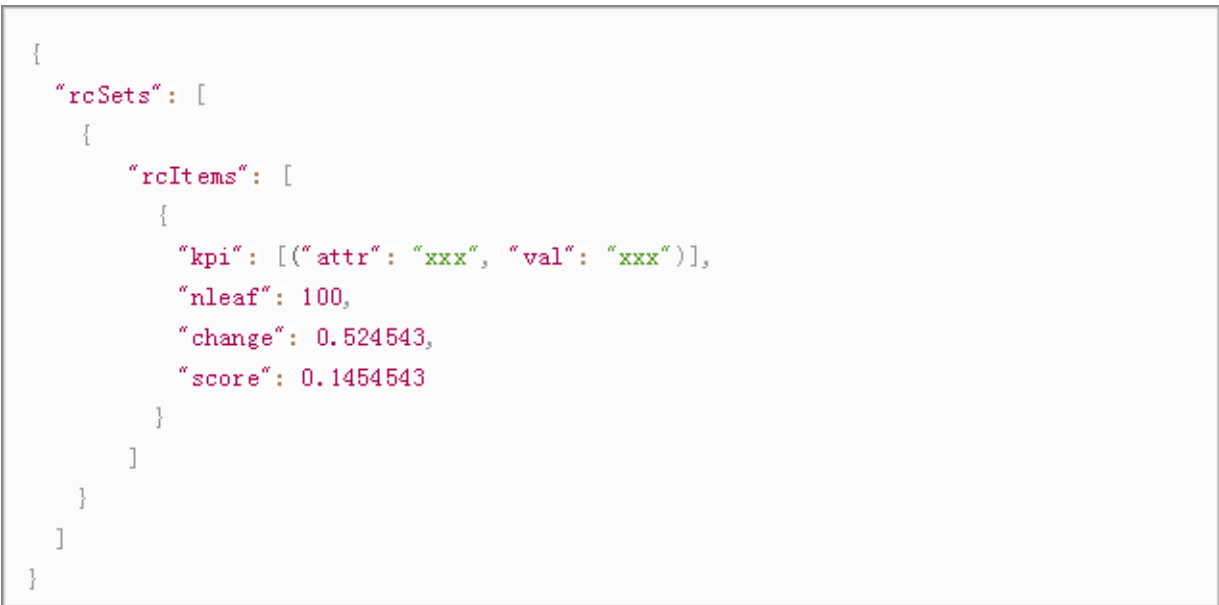 {
"rcSets": [
{
"rcItems": [
{
"kpi": [("attr": "xxx", "val": "xxx")],
"nleaf": 100,
"change": 0.524543,
"score": 0.1454543
}
]
}
]
}